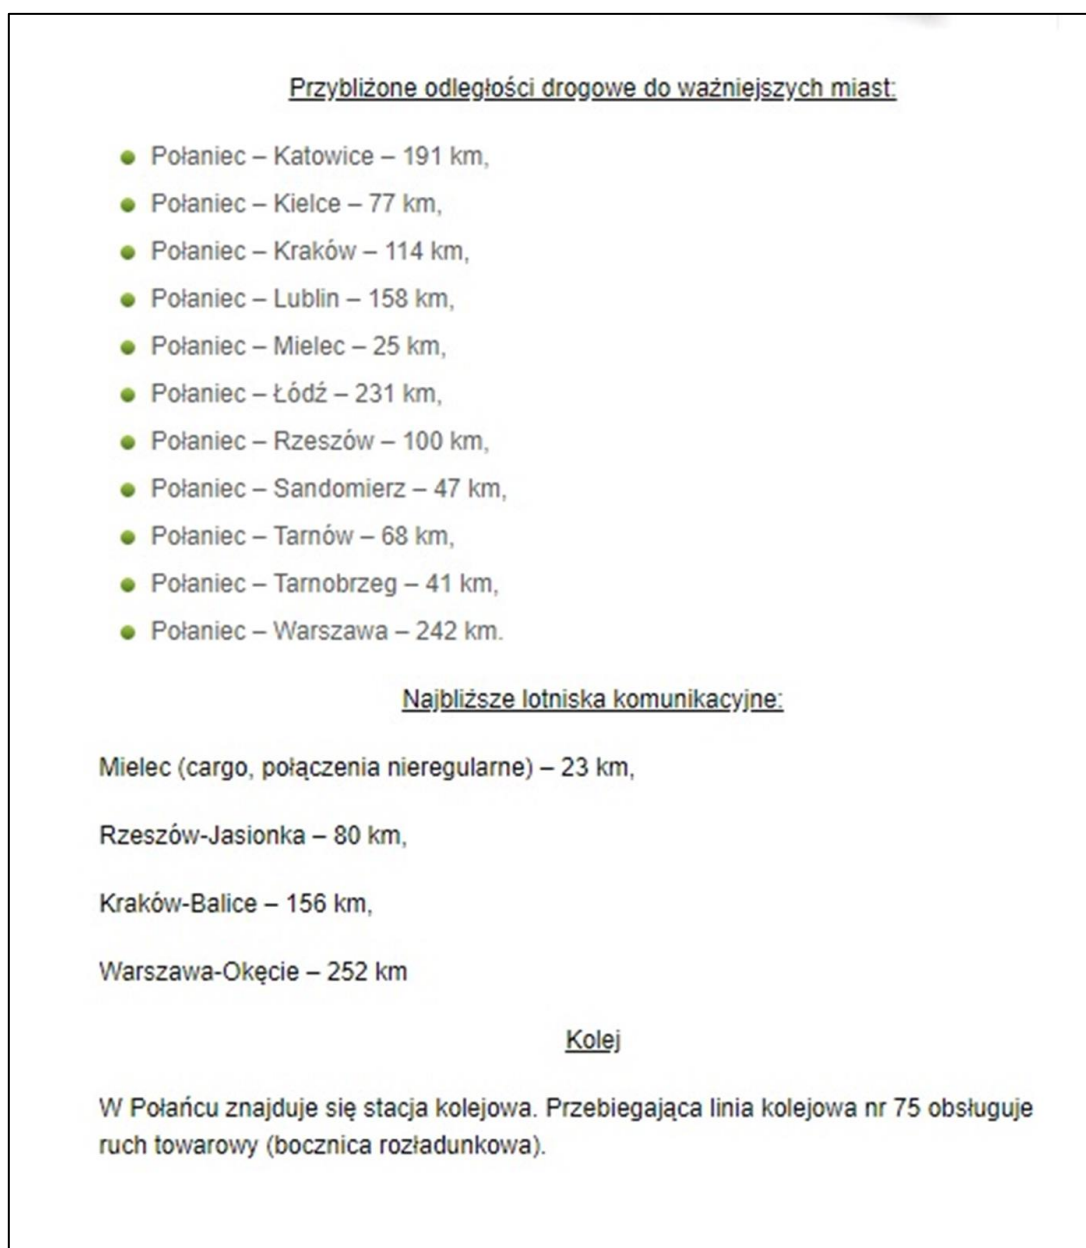 Przybliżone odległości drogowe do ważniejszych miast:
Połaniec – Katowice – 191 km,
Połaniec – Kielce – 77 km,
Połaniec – Kraków – 114 km,
Połaniec – Lublin – 158 km,
Połaniec – Mielec – 25 km,
Połaniec – Łódź – 231 km,
Połaniec – Rzeszów – 100 km,
Połaniec – Sandomierz – 47 km,
Połaniec – Tarnów – 68 km,
Połaniec – Tarnobrzeg – 41 km,
Połaniec – Warszawa – 242 km.
Najbliższe lotniska komunikacyjne:
Mielec (cargo, połączenia nieregularne) – 23 km,
Rzeszów-Jasionka – 80 km,
Kraków-Balice – 156 km,
Warszawa-Okęcie – 252 km
Kolej
W Połańcu znajduje się stacja kolejowa. Przebiegająca linia kolejowa nr 75 obsługuje
ruch towarowy (bocznica rozładunkowa).